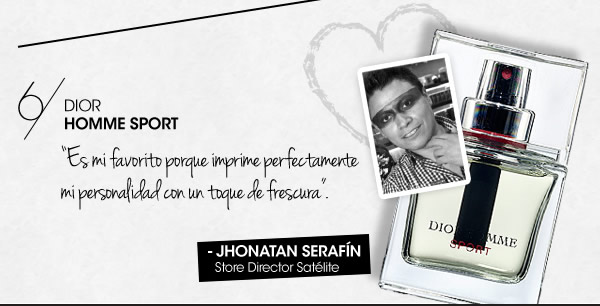 6/
DIOR
HOMME SPORT
"Es mi favorito porque imprime perfectamente
mi personalidad con un toque de frescura".
- JHONATAN SERAFÍN
Store Director Satélite
DIOR HOMME
SPORT